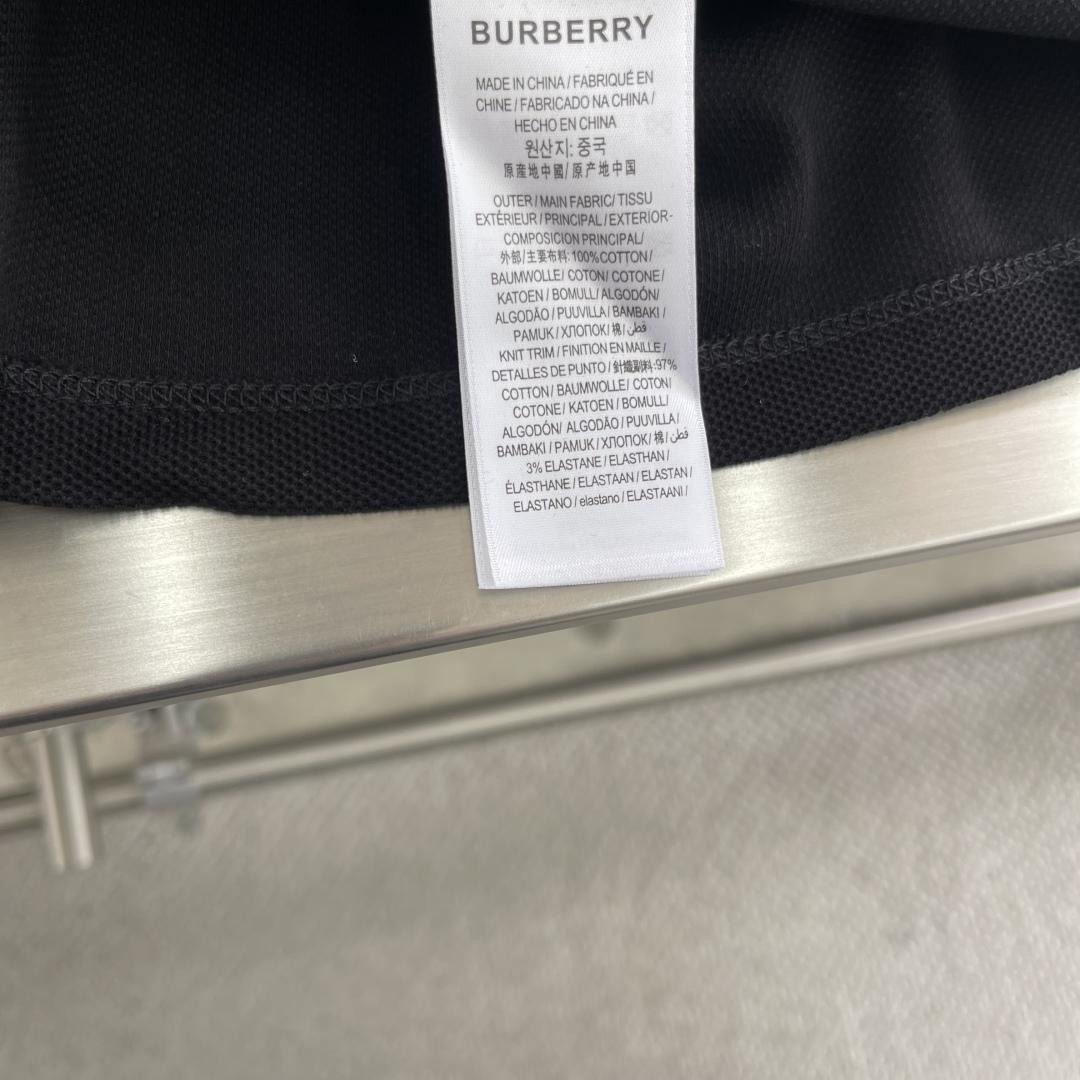 BURBERRY
MADE IN CHINA / FABRIQUÉ EN
CHINE / FABRICADO NA CHINA /
HECHO EN CHINA
원산지: 중국
原産地中國/ 原产地中国
OUTER / MAIN FABRIC/ TISSU
EXTÉRIEUR / PRINCIPAL / EXTERIOR-
COMPOSICION PRINCIPAL/
外部/主要布料:100%COTTON/
BAUMWOLLE/ COTON/ COTONE/
KATOEN / BOMULL/ ALGODÓN/
ALGODÃO / PUUVILLA / BAMBAKI /
PAMUK / ХЛОПОК/ 棉/ قطن
KNIT TRIM / FINITION EN MAILLE /
DETALLES DE PUNTO / 針織副料:97%
COTTON / BAUMWOLLE/ COTON/
COTONE / KATOEN / BOMULL/
ALGODÓN/ ALGODÃO / PUUVILLA /
BAMBAKI / PAMUK / ХЛОПОК/ 棉/ قطن
3% ELASTANE / ELASTHAN /
ÉLASTHANE / ELASTAAN / ELASTAN /
ELASTANO / elastano / ELASTAANI /